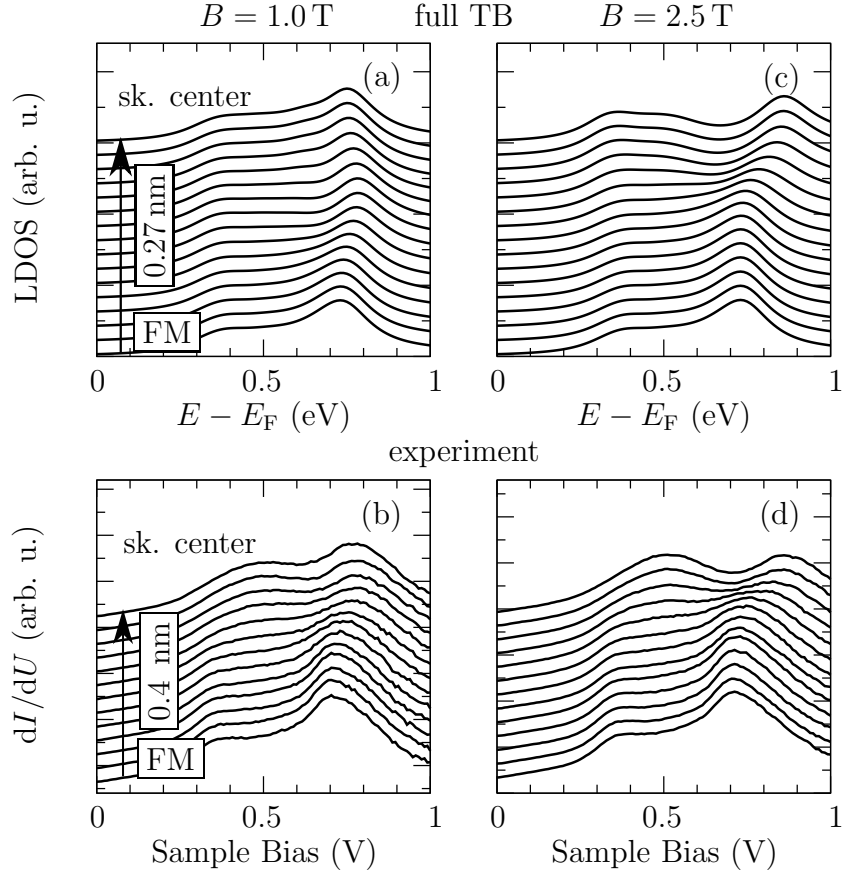 B = 1.0 T full TB B = 2.5 T
LDOS (arb. u.)
(a)
sk. center
0.27 nm
FM
(c)
0 0.5 1
0 0.5 1
E − E_F (eV)
E − E_F (eV)
experiment
dI/dU (arb. u.)
(b)
sk. center
0.4 nm
FM
(d)
0 0.5 1
0 0.5 1
Sample Bias (V)
Sample Bias (V)